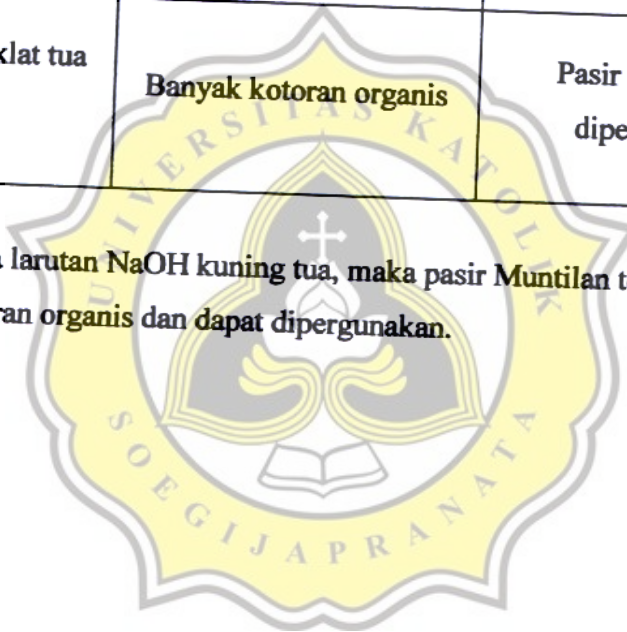 klat tua
Banyak kotoran organis
Pasir
dipe
larutan NaOH kuning tua, maka pasir Muntilan t
ran organis dan dapat dipergunakan.
UNIVERSITAS KATOLIK
SOEGIJAPRANATA